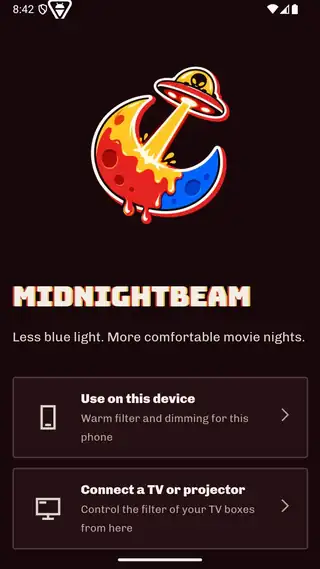 8:42
MIDNIGHTBEAM
Less blue light. More comfortable movie nights.
Use on this device
Warm filter and dimming for this
phone
Connect a TV or projector
Control the filter of your TV boxes
from here